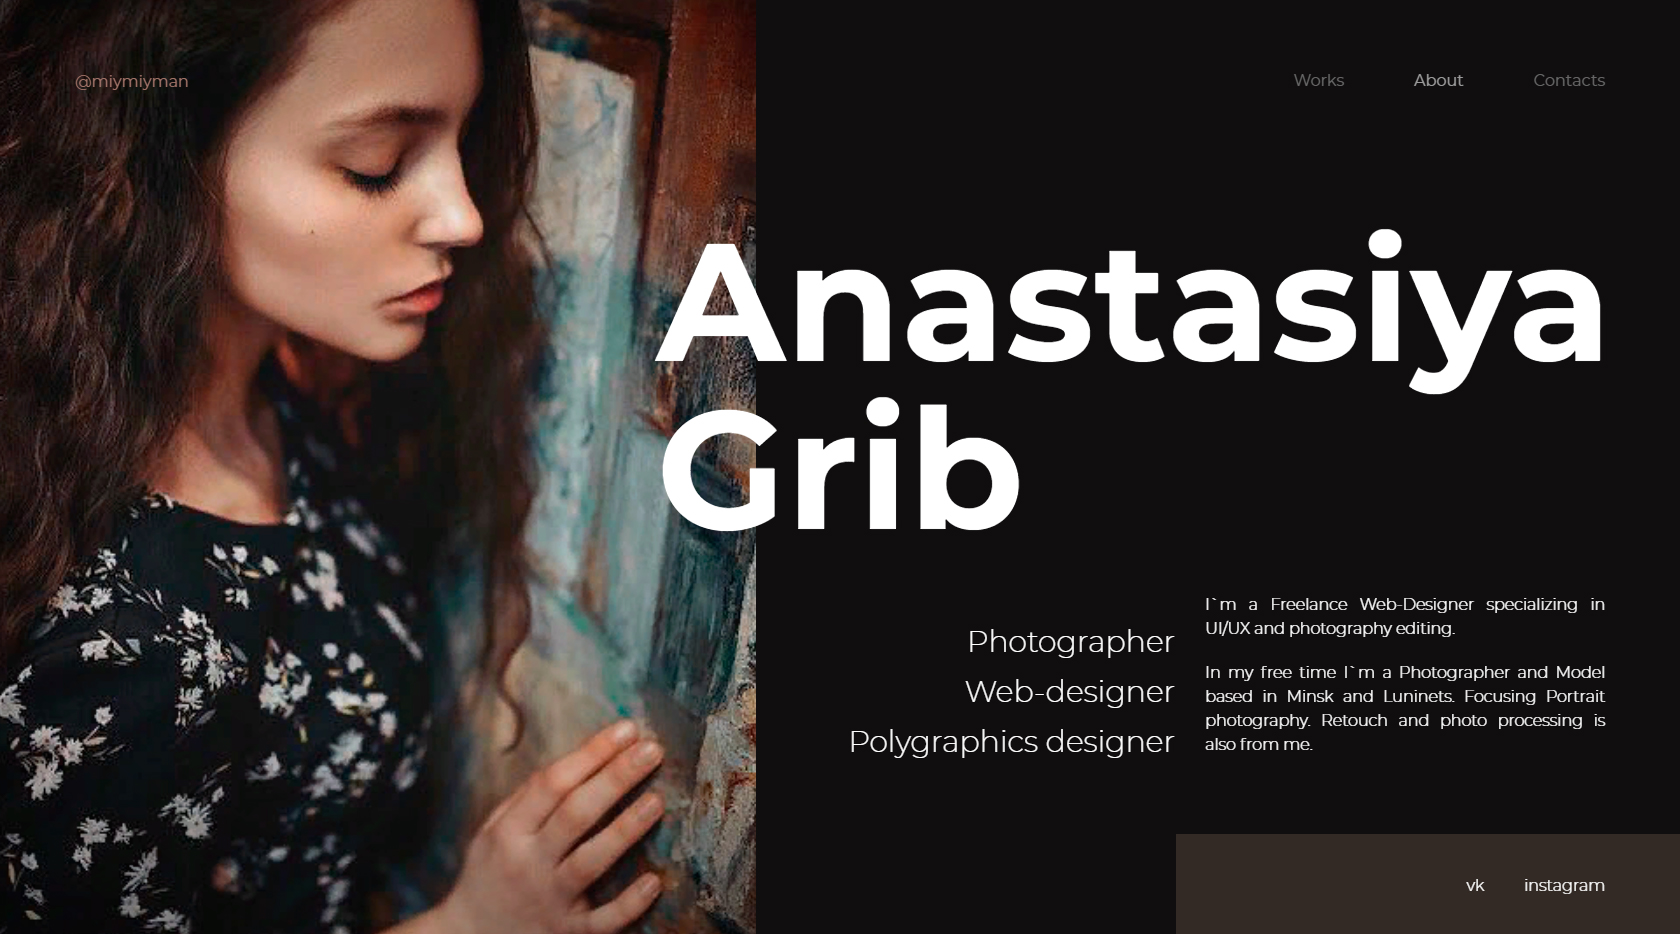 @miymiyman
Works
About
Contacts
Anastasiya
Grib
Photographer
Web-designer
Polygraphics designer
I`m a Freelance Web-Designer specializing in
UI/UX and photography editing.
In my free time I`m a Photographer and Model
based in Minsk and Luninets. Focusing Portrait
photography. Retouch and photo processing is
also from me.
vk
instagram